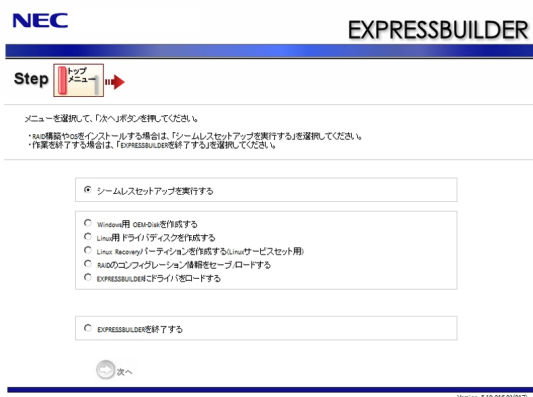 NEC
EXPRESSBUILDER
Step
トップ
メニュー
メニューを選択して、「次へ」ボタンを押してください。
・RAID構築やOSをインストールする場合は、「シームレスセットアップを実行する」を選択してください。
・作業を終了する場合は、「EXPRESSBUILDERを終了する」を選択してください。
シームレスセットアップを実行する
Windows用 OEM-Diskを作成する
Linux用 ドライバディスクを作成する
Linux Recoveryパーティションを作成する(Linuxサービスセット用)
RAIDのコンフィグレーション情報をセーブ/ロードする
EXPRESSBUILDERにドライバをロードする
EXPRESSBUILDERを終了する
次へ